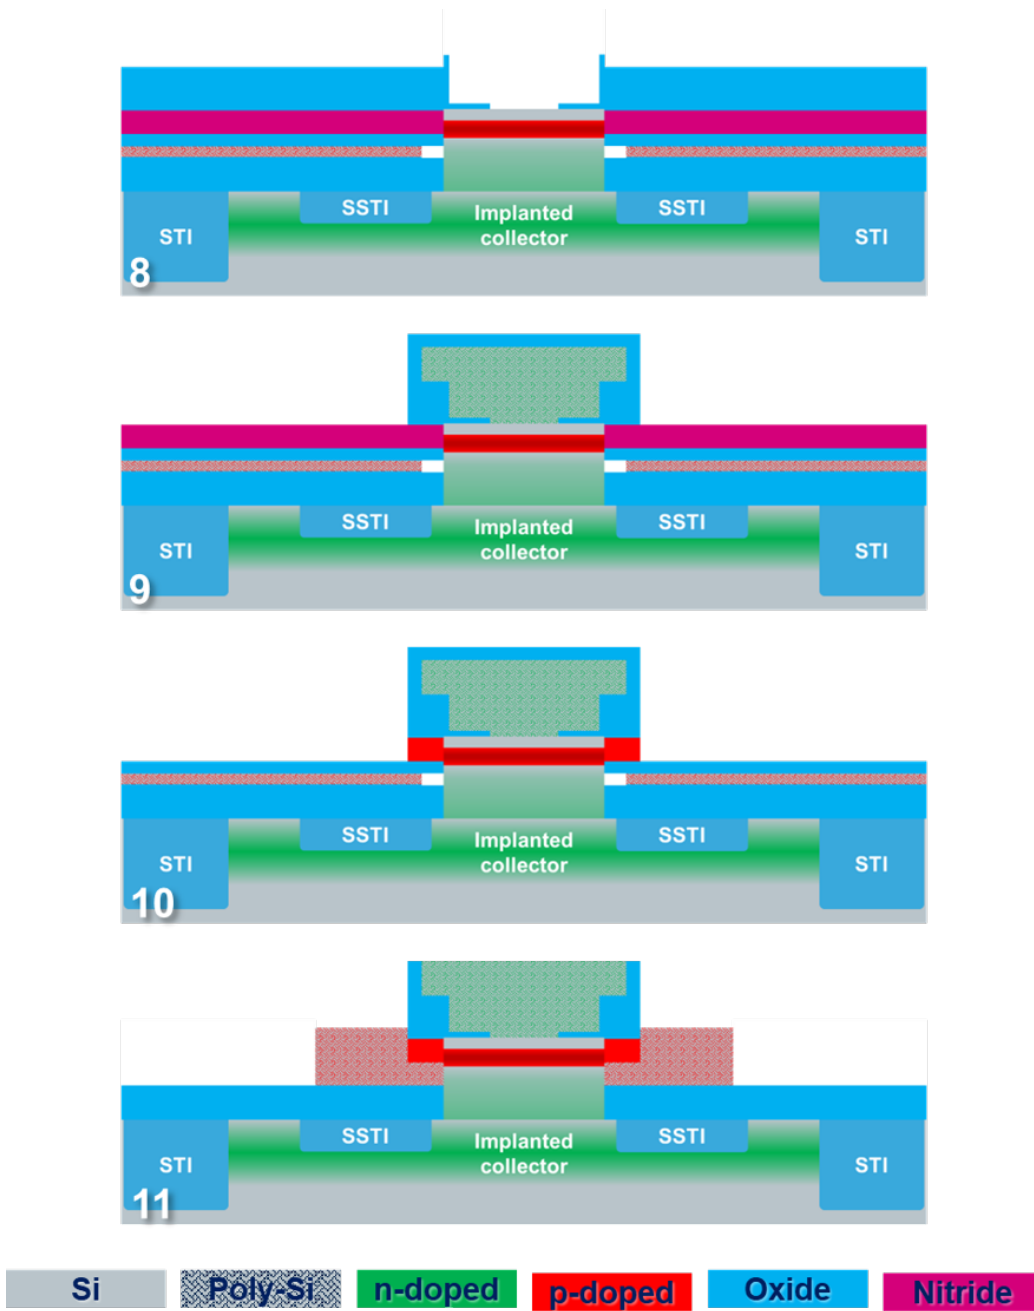 SSTI
Implanted
collector
SSTI
STI
STI
8
SSTI
Implanted
collector
SSTI
STI
STI
9
SSTI
Implanted
collector
SSTI
STI
STI
10
SSTI
Implanted
collector
SSTI
STI
STI
11
Si
Poly-Si
n-doped
p-doped
Oxide
Nitride